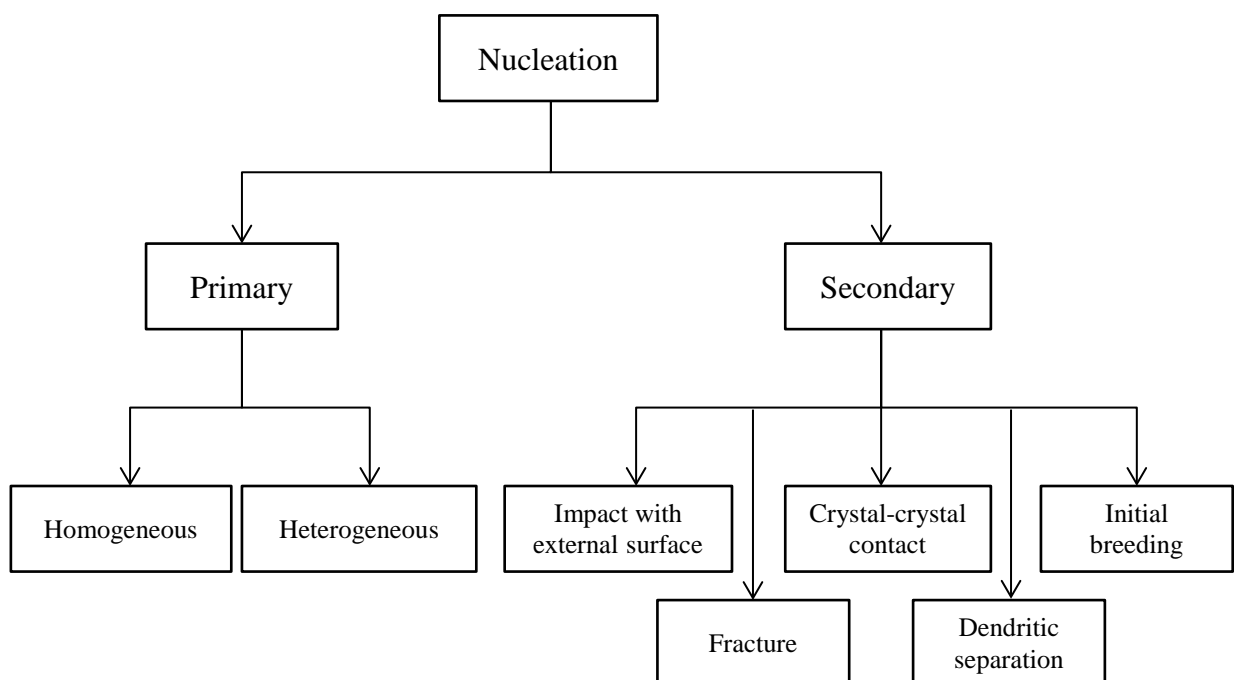 Nucleation
Primary
Secondary
Homogeneous
Heterogeneous
Impact with
external surface
Crystal-crystal
contact
Initial
breeding
Fracture
Dendritic
separation